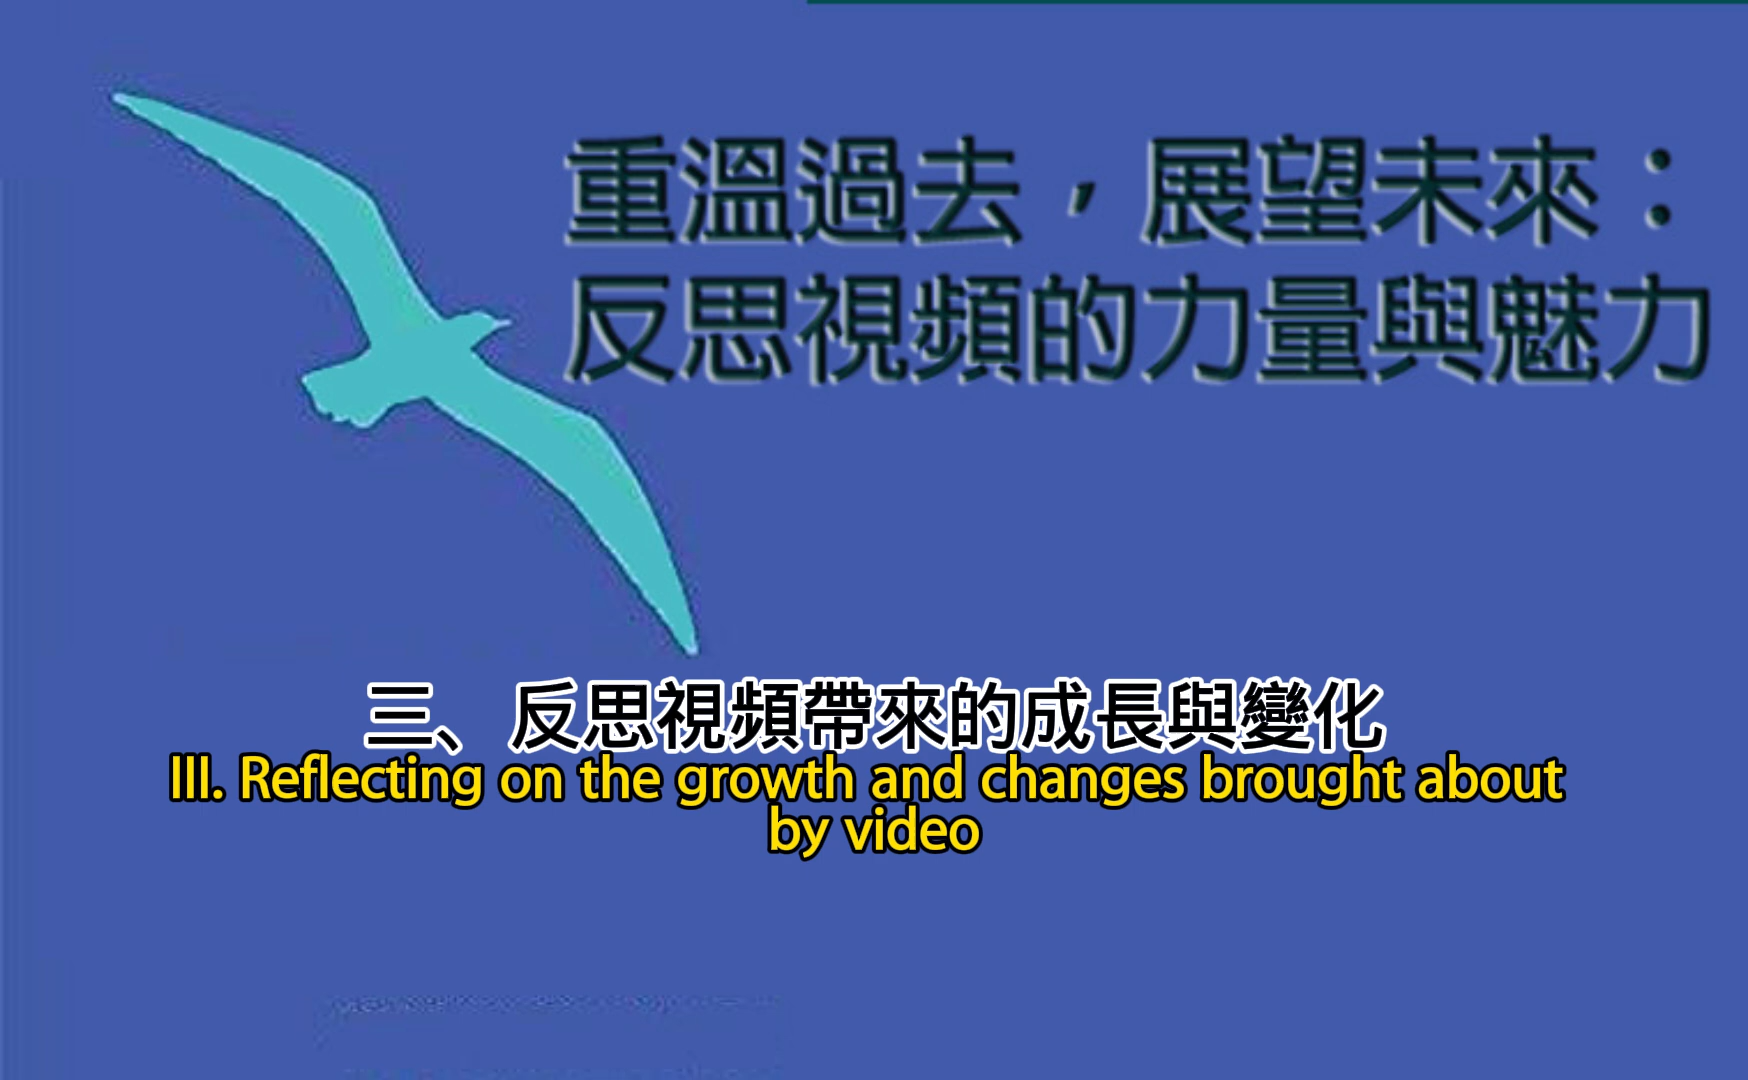 重溫過去，展望未來：
反思視頻的力量與魅力
三、反思視頻帶來的成長與變化
III. Reflecting on the growth and changes brought about
by video